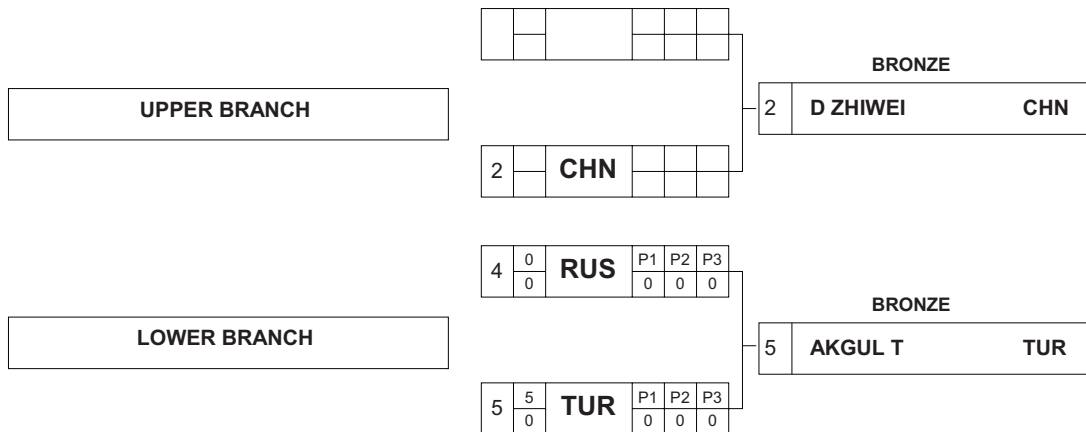 BRONZE
UPPER BRANCH
2 D ZHIWEI CHN
2 CHN
4 0 RUS P1 P2 P3
0 0 0 0
BRONZE
LOWER BRANCH
5 AKGUL T TUR
5 5 TUR P1 P2 P3
0 0 0 0